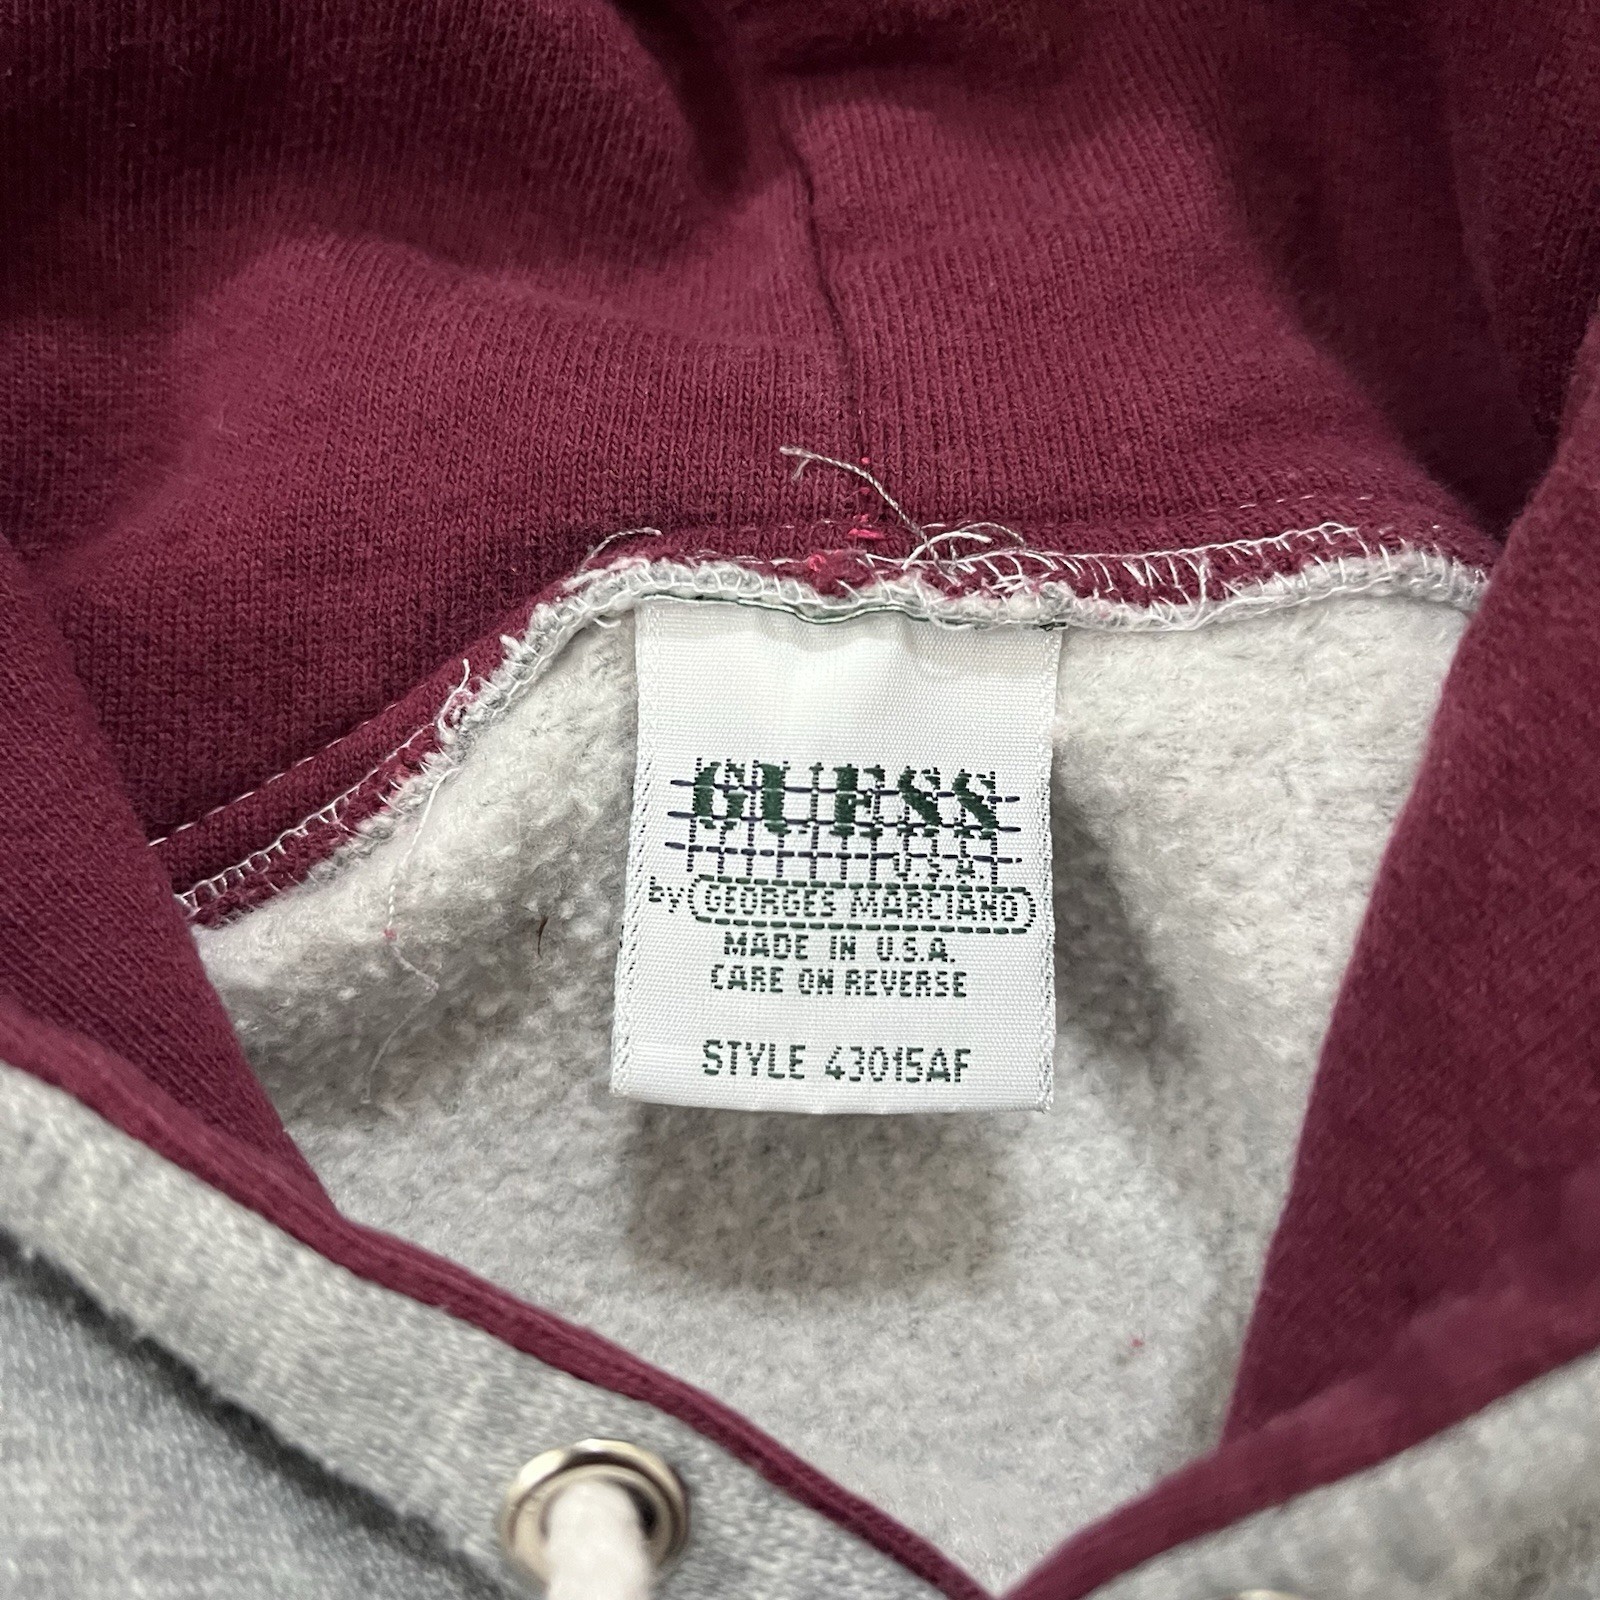 GUESS
U.S.A.
by GEORGES MARCIANO
MADE IN U.S.A.
CARE ON REVERSE
STYLE 43015AF